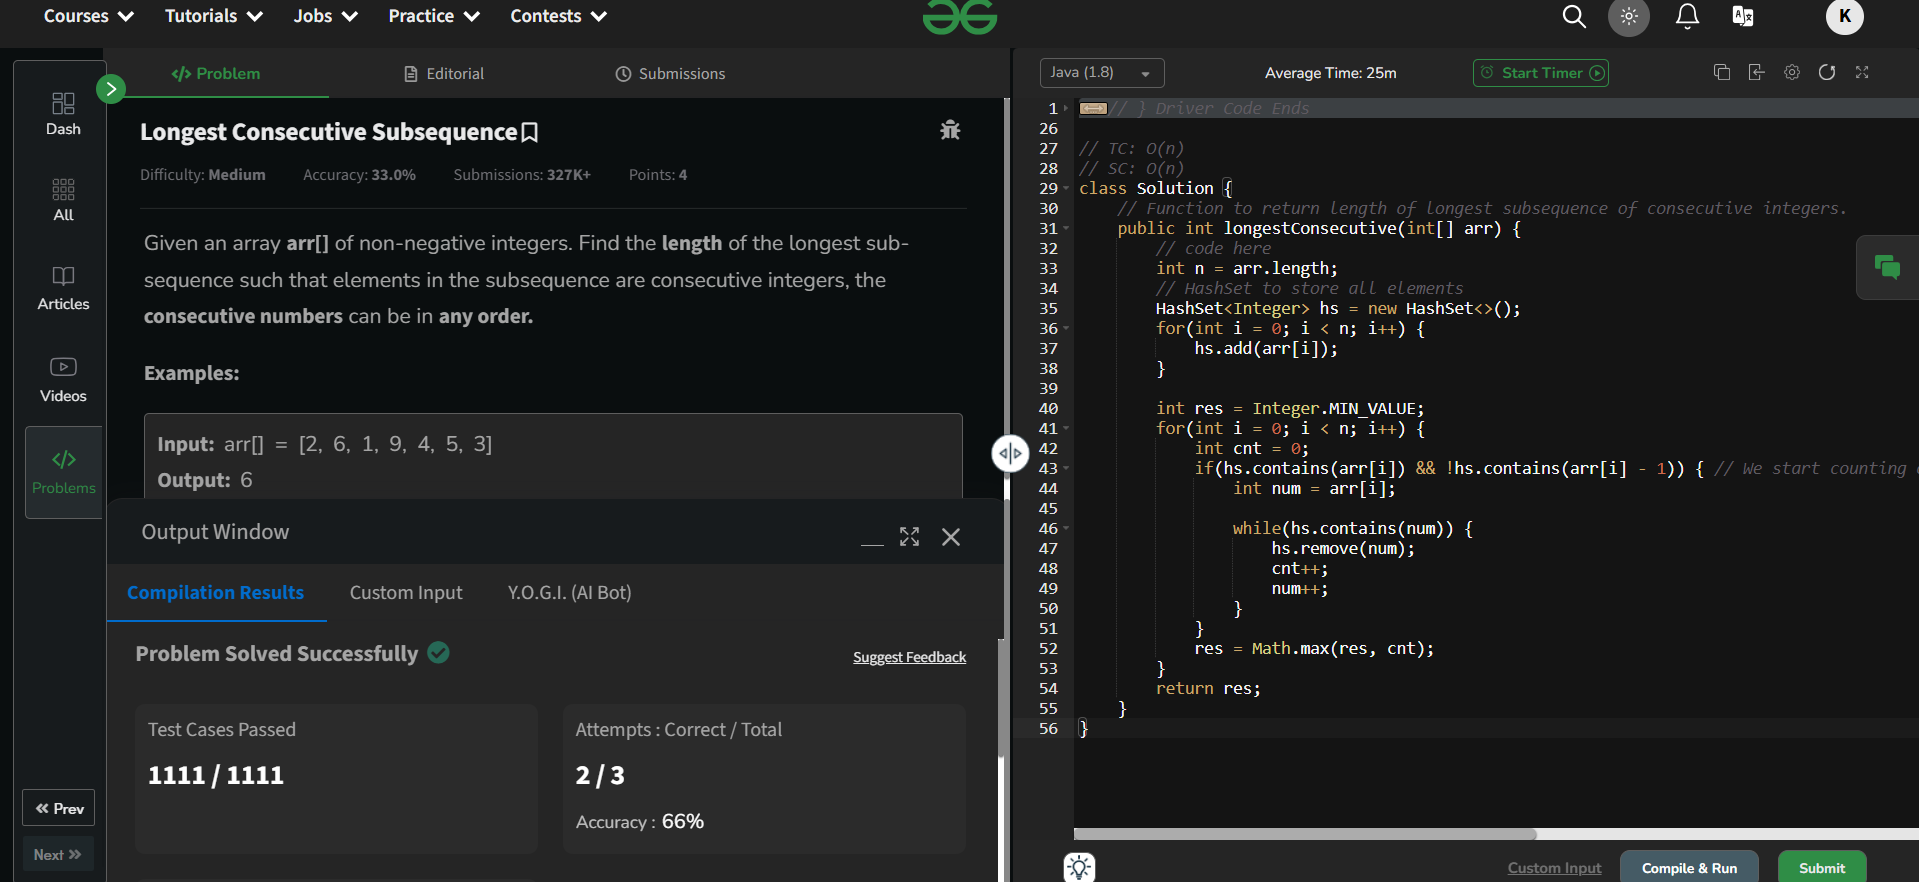 Courses Tutorials Jobs Practice Contests
K
Dash
All
Articles
Videos
</> Problems
Prev
Next
</> Problem Editorial Submissions
Longest Consecutive Subsequence
Difficulty: Medium Accuracy: 33.0% Submissions: 327K+ Points: 4
Given an array arr[] of non-negative integers. Find the length of the longest sub-
sequence such that elements in the subsequence are consecutive integers, the
consecutive numbers can be in any order.
Examples:
Input: arr[] = [2, 6, 1, 9, 4, 5, 3]
Output: 6
Output Window
Compilation Results Custom Input Y.O.G.I. (AI Bot)
Problem Solved Successfully
Suggest Feedback
Test Cases Passed
1111 / 1111
Attempts : Correct / Total
2 / 3
Accuracy : 66%
Java (1.8) Average Time: 25m Start Timer
1 // } Driver Code Ends
26
27 // TC: O(n)
28 // SC: O(n)
29 class Solution {
30 // Function to return length of longest subsequence of consecutive integers.
31 public int longestConsecutive(int[] arr) {
32 // code here
33 int n = arr.length;
34 // HashSet to store all elements
35 HashSet<Integer> hs = new HashSet<>();
36 for(int i = 0; i < n; i++) {
37 hs.add(arr[i]);
38 }
39
40 int res = Integer.MIN_VALUE;
41 for(int i = 0; i < n; i++) {
42 int cnt = 0;
43 if(hs.contains(arr[i]) && !hs.contains(arr[i] - 1)) { // We start counting
44 int num = arr[i];
45
46 while(hs.contains(num)) {
47 hs.remove(num);
48 cnt++;
49 num++;
50 }
51 }
52 res = Math.max(res, cnt);
53 }
54 return res;
55 }
56 }
Custom Input Compile & Run Submit